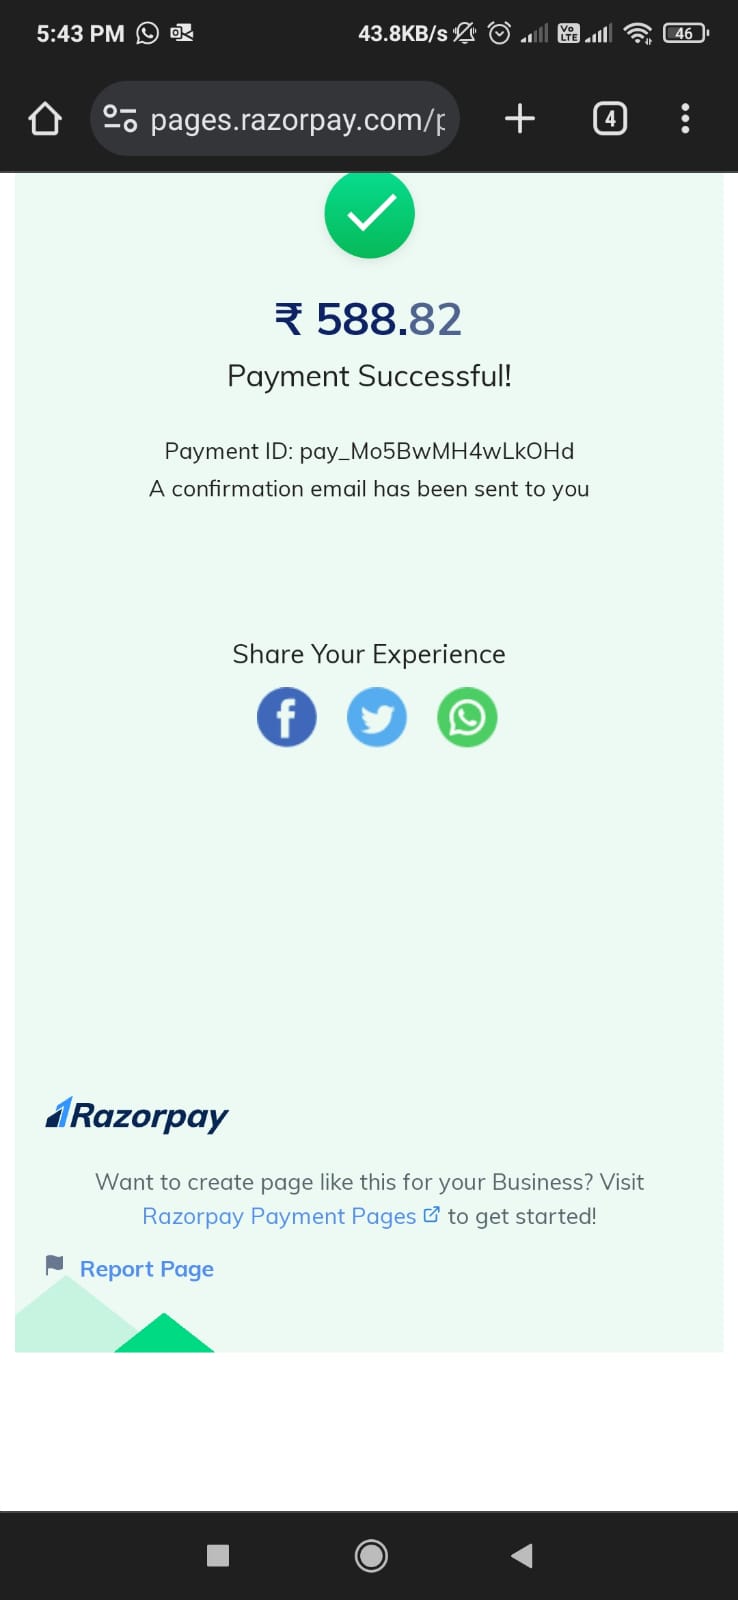 5:43 PM
43.8KB/s
Vo
LTE
46
pages.razorpay.com/p
4
₹ 588.82
Payment Successful!
Payment ID: pay_Mo5BwMH4wLkOHd
A confirmation email has been sent to you
Share Your Experience
Razorpay
Want to create page like this for your Business? Visit
Razorpay Payment Pages to get started!
Report Page